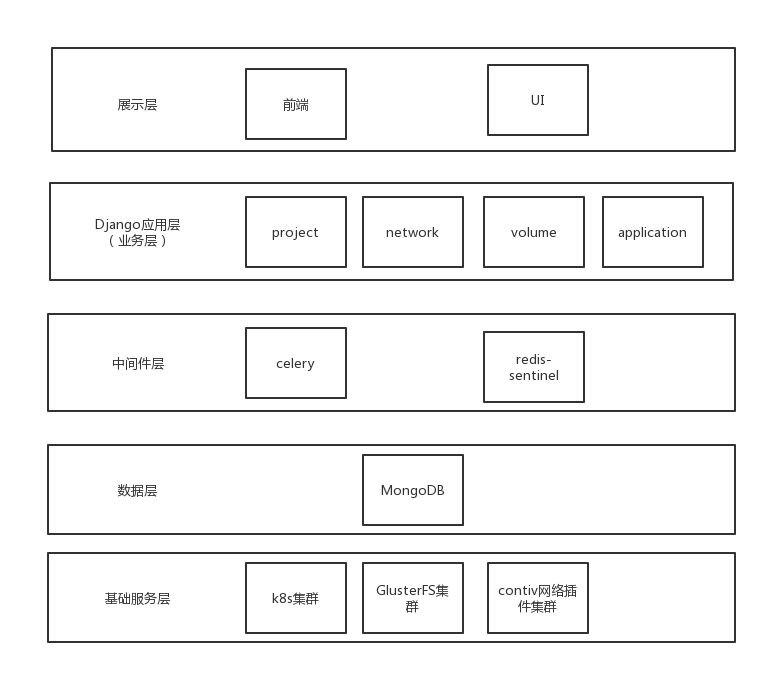 展示层
前端
UI
Django应用层
（业务层）
project
network
volume
application
中间件层
celery
redis-
sentinel
数据层
MongoDB
基础服务层
k8s集群
GlusterFS集
群
contiv网络插
件集群